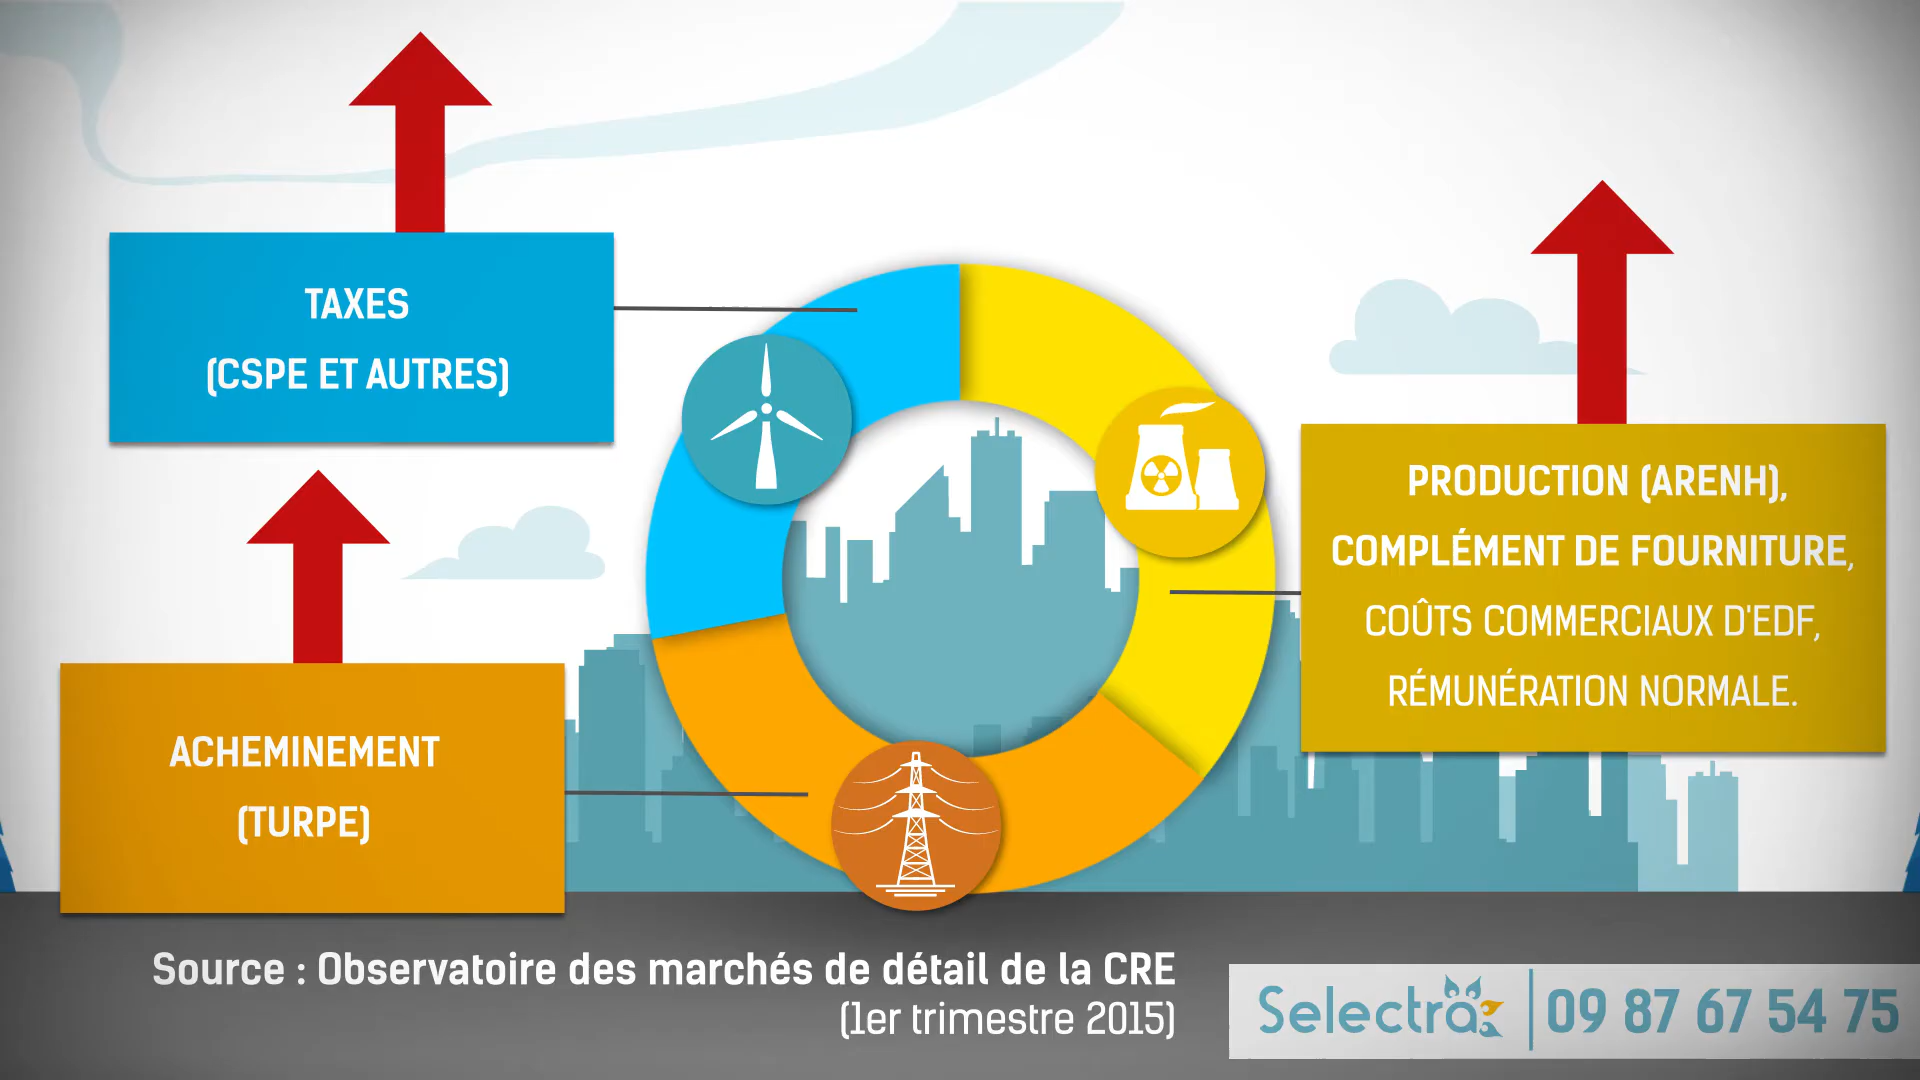 TAXES
(CSPE ET AUTRES)
ACHEMINEMENT
(TURPE)
PRODUCTION (ARENH),
COMPLÉMENT DE FOURNITURE,
COÛTS COMMERCIAUX D'EDF,
RÉMUNÉRATION NORMALE.
Source : Observatoire des marchés de détail de la CRE
(1er trimestre 2015)
Selectra
09 87 67 54 75